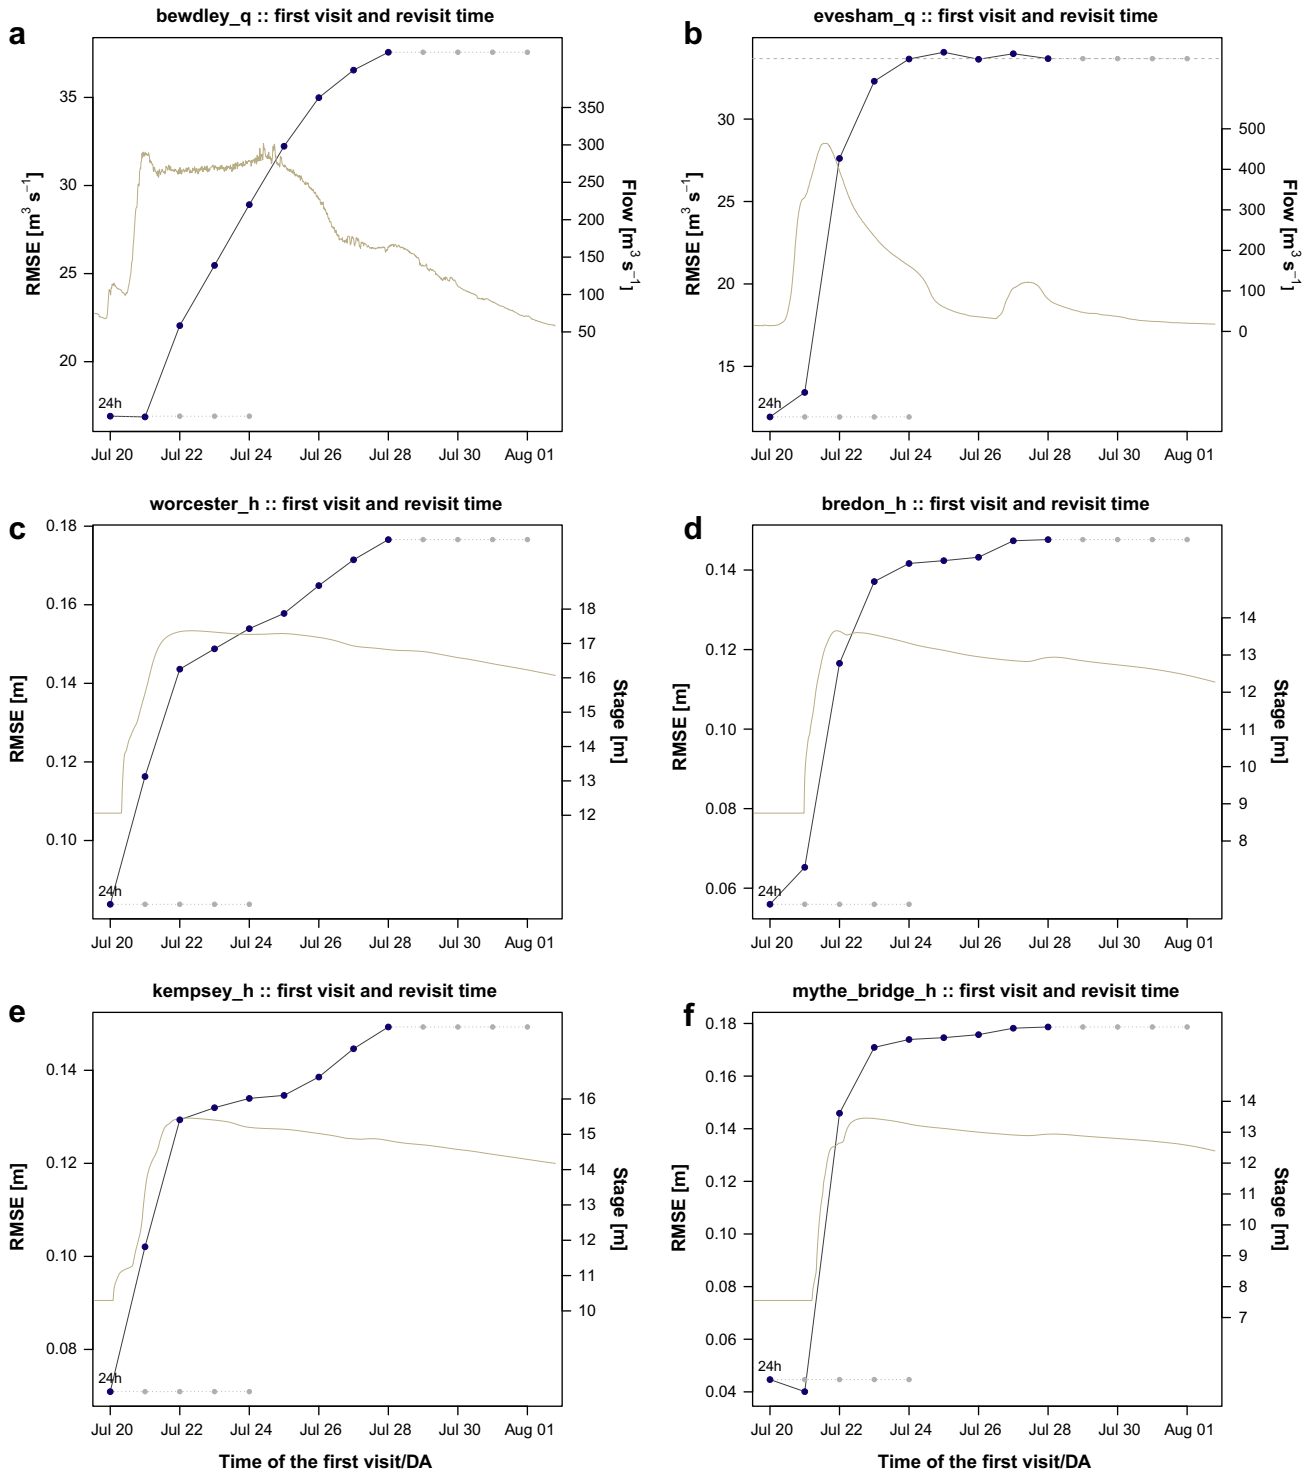 a
bewdley_q :: first visit and revisit time
RMSE [m³ s⁻¹]
35
30
25
20
24h
Flow [m³ s⁻¹]
350
300
250
200
150
100
50
Jul 20 Jul 22 Jul 24 Jul 26 Jul 28 Jul 30 Aug 01
b
evesham_q :: first visit and revisit time
RMSE [m³ s⁻¹]
30
25
20
15
24h
Flow [m³ s⁻¹]
500
400
300
200
100
0
Jul 20 Jul 22 Jul 24 Jul 26 Jul 28 Jul 30 Aug 01
c
worcester_h :: first visit and revisit time
RMSE [m]
0.18
0.16
0.14
0.12
0.10
24h
Stage [m]
18
17
16
15
14
13
12
Jul 20 Jul 22 Jul 24 Jul 26 Jul 28 Jul 30 Aug 01
d
bredon_h :: first visit and revisit time
RMSE [m]
0.14
0.12
0.10
0.08
0.06
24h
Stage [m]
14
13
12
11
10
9
8
Jul 20 Jul 22 Jul 24 Jul 26 Jul 28 Jul 30 Aug 01
e
kempsey_h :: first visit and revisit time
RMSE [m]
0.14
0.12
0.10
0.08
24h
Stage [m]
16
15
14
13
12
11
10
Jul 20 Jul 22 Jul 24 Jul 26 Jul 28 Jul 30 Aug 01
Time of the first visit/DA
f
mythe_bridge_h :: first visit and revisit time
RMSE [m]
0.18
0.16
0.14
0.12
0.10
0.08
0.06
0.04
24h
Stage [m]
14
13
12
11
10
9
8
7
Jul 20 Jul 22 Jul 24 Jul 26 Jul 28 Jul 30 Aug 01
Time of the first visit/DA